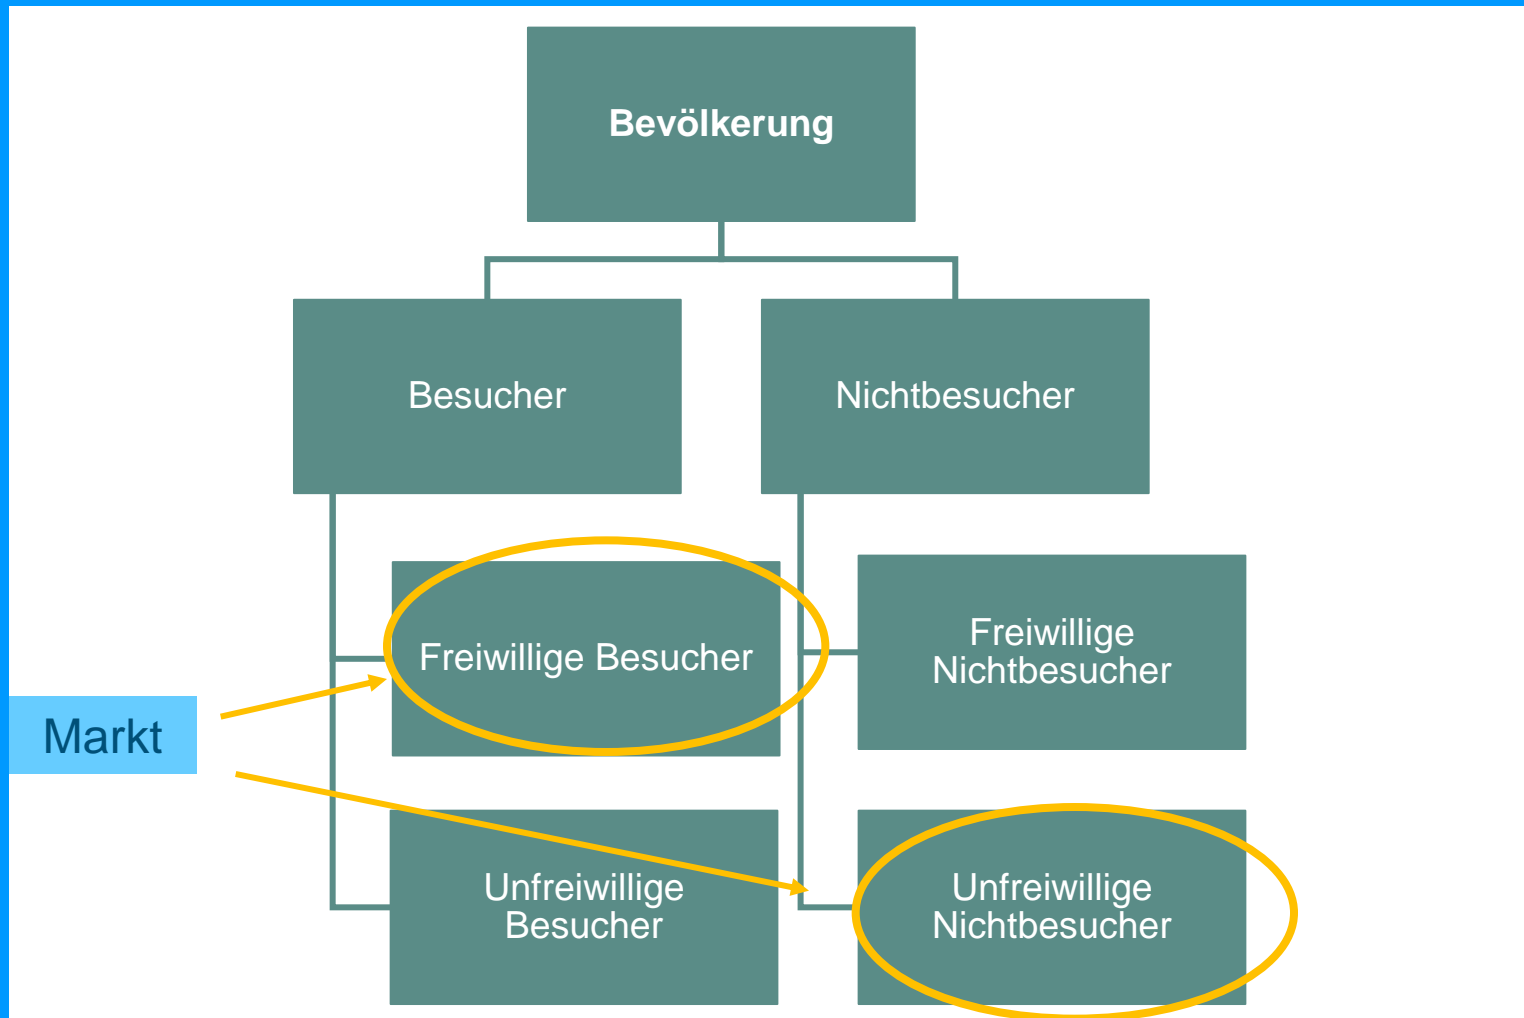 Bevölkerung
Besucher
Nichtbesucher
Freiwillige Besucher
Freiwillige
Nichtbesucher
Markt
Unfreiwillige
Besucher
Unfreiwillige
Nichtbesucher